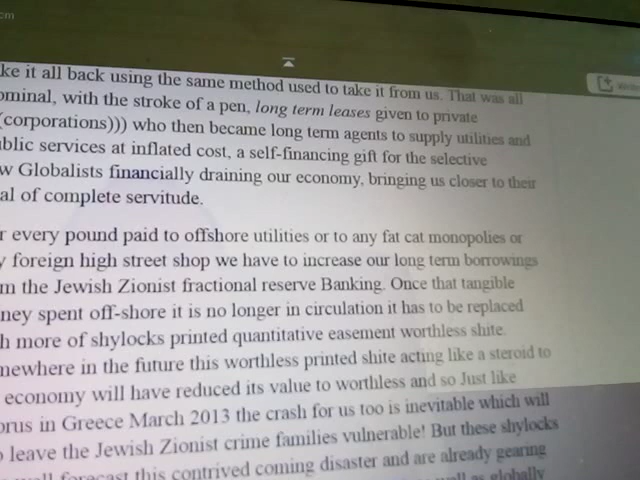 cm
ke it all back using the same method used to take it from us. That was all
ominal, with the stroke of a pen, long term leases given to private
(corporations))) who then became long term agents to supply utilities and
ublic services at inflated cost, a self-financing gift for the selective
w Globalists financially draining our economy, bringing us closer to their
al of complete servitude.
r every pound paid to offshore utilities or to any fat cat monopolies or
y foreign high street shop we have to increase our long term borrowings
m the Jewish Zionist fractional reserve Banking. Once that tangible
ney spent off-shore it is no longer in circulation it has to be replaced
h more of shylocks printed quantitative easement worthless shite.
mewhere in the future this worthless printed shite acting like a steroid to
economy will have reduced its value to worthless and so Just like
prus in Greece March 2013 the crash for us too is inevitable which will
o leave the Jewish Zionist crime families vulnerable! But these shylocks
well forecast this contrived coming disaster and are already gearing
well as globally